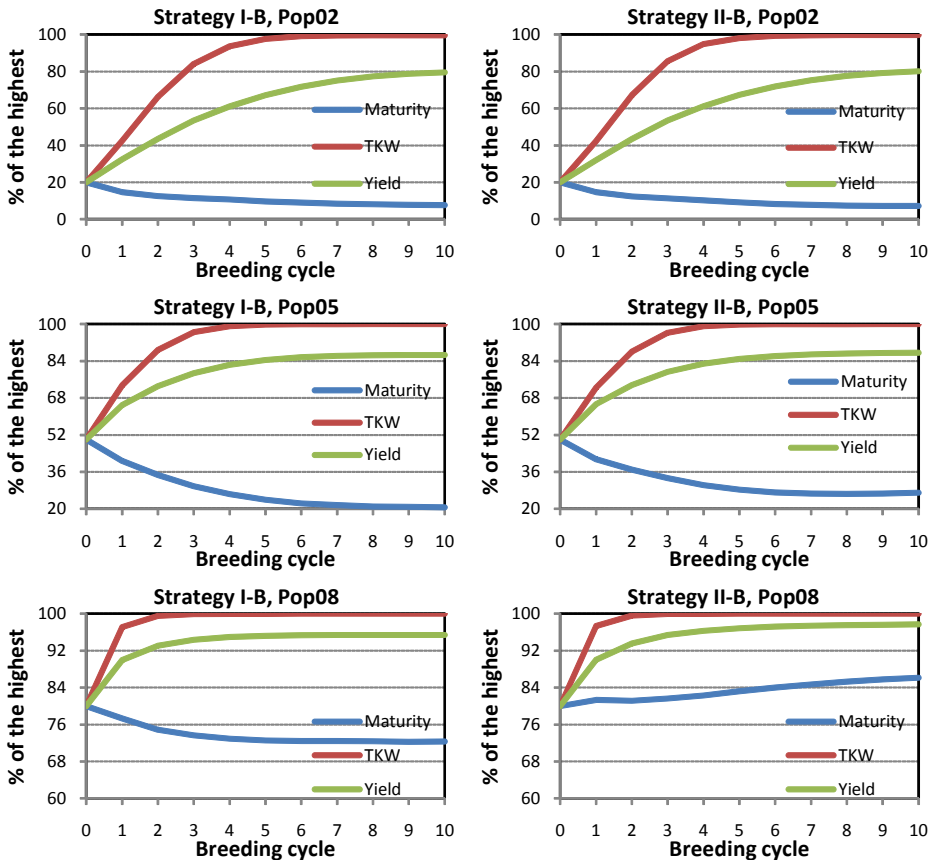 Strategy I-B, Pop02
% of the highest
100
80
60
40
20
0
Maturity
TKW
Yield
0 1 2 3 4 5 6 7 8 9 10
Breeding cycle
Strategy II-B, Pop02
% of the highest
100
80
60
40
20
0
Maturity
TKW
Yield
0 1 2 3 4 5 6 7 8 9 10
Breeding cycle
Strategy I-B, Pop05
% of the highest
100
84
68
52
36
20
Maturity
TKW
Yield
0 1 2 3 4 5 6 7 8 9 10
Breeding cycle
Strategy II-B, Pop05
% of the highest
100
84
68
52
36
20
Maturity
TKW
Yield
0 1 2 3 4 5 6 7 8 9 10
Breeding cycle
Strategy I-B, Pop08
% of the highest
100
92
84
76
68
60
Maturity
TKW
Yield
0 1 2 3 4 5 6 7 8 9 10
Breeding cycle
Strategy II-B, Pop08
% of the highest
100
92
84
76
68
60
Maturity
TKW
Yield
0 1 2 3 4 5 6 7 8 9 10
Breeding cycle